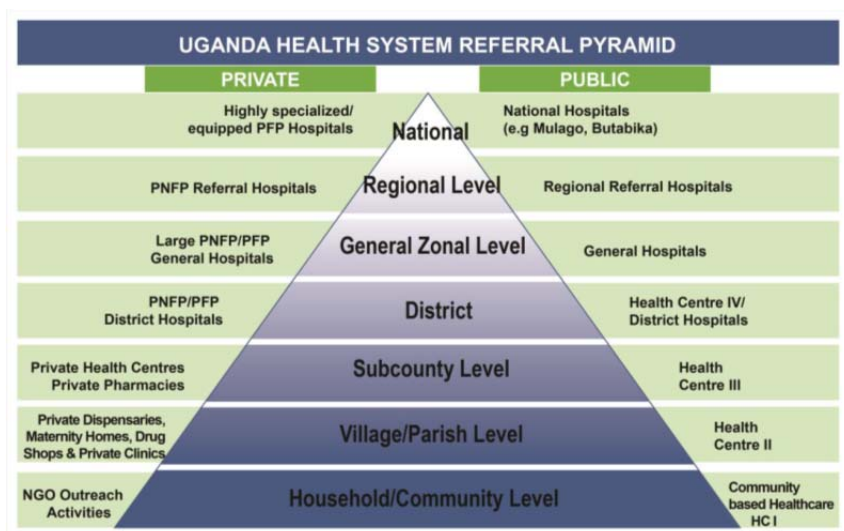 UGANDA HEALTH SYSTEM REFERRAL PYRAMID
PRIVATE
PUBLIC
Highly specialized/
equipped PFP Hospitals
National
National Hospitals
(e.g Mulago, Butabika)
PNFP Referral Hospitals
Regional Level
Regional Referral Hospitals
Large PNFP/PFP
General Hospitals
General Zonal Level
General Hospitals
PNFP/PFP
District Hospitals
District
Health Centre IV/
District Hospitals
Private Health Centres
Private Pharmacies
Subcounty Level
Health
Centre III
Private Dispensaries,
Maternity Homes, Drug
Shops & Private Clinics
Village/Parish Level
Health
Centre II
NGO Outreach
Activities
Household/Community Level
Community
based Healthcare
HC I